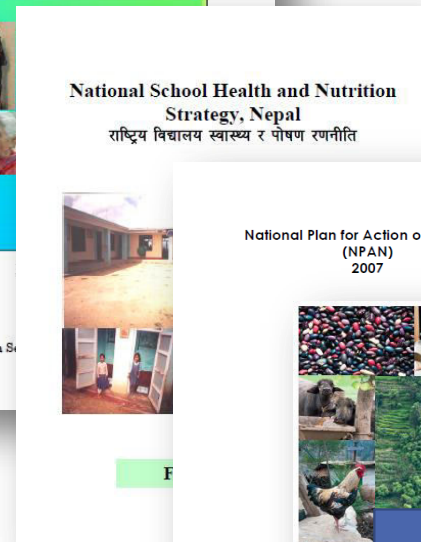 National School Health and Nutrition
Strategy, Nepal
राष्ट्रिय विद्यालय स्वास्थ्य र पोषण रणनीति
National Plan for Action o
(NPAN)
2007
F